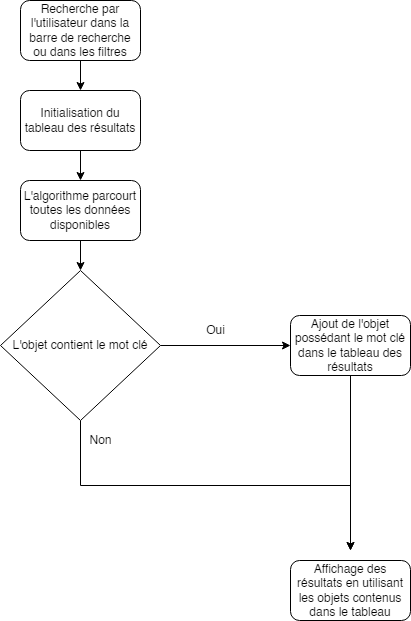 Recherche par
l'utilisateur dans la
barre de recherche
ou dans les filtres
Initialisation du
tableau des résultats
L'algorithme parcourt
toutes les données
disponibles
L'objet contient le mot clé
Oui
Ajout de l'objet
possédant le mot clé
dans le tableau des
résultats
Non
Affichage des
résultats en utilisant
les objets contenus
dans le tableau